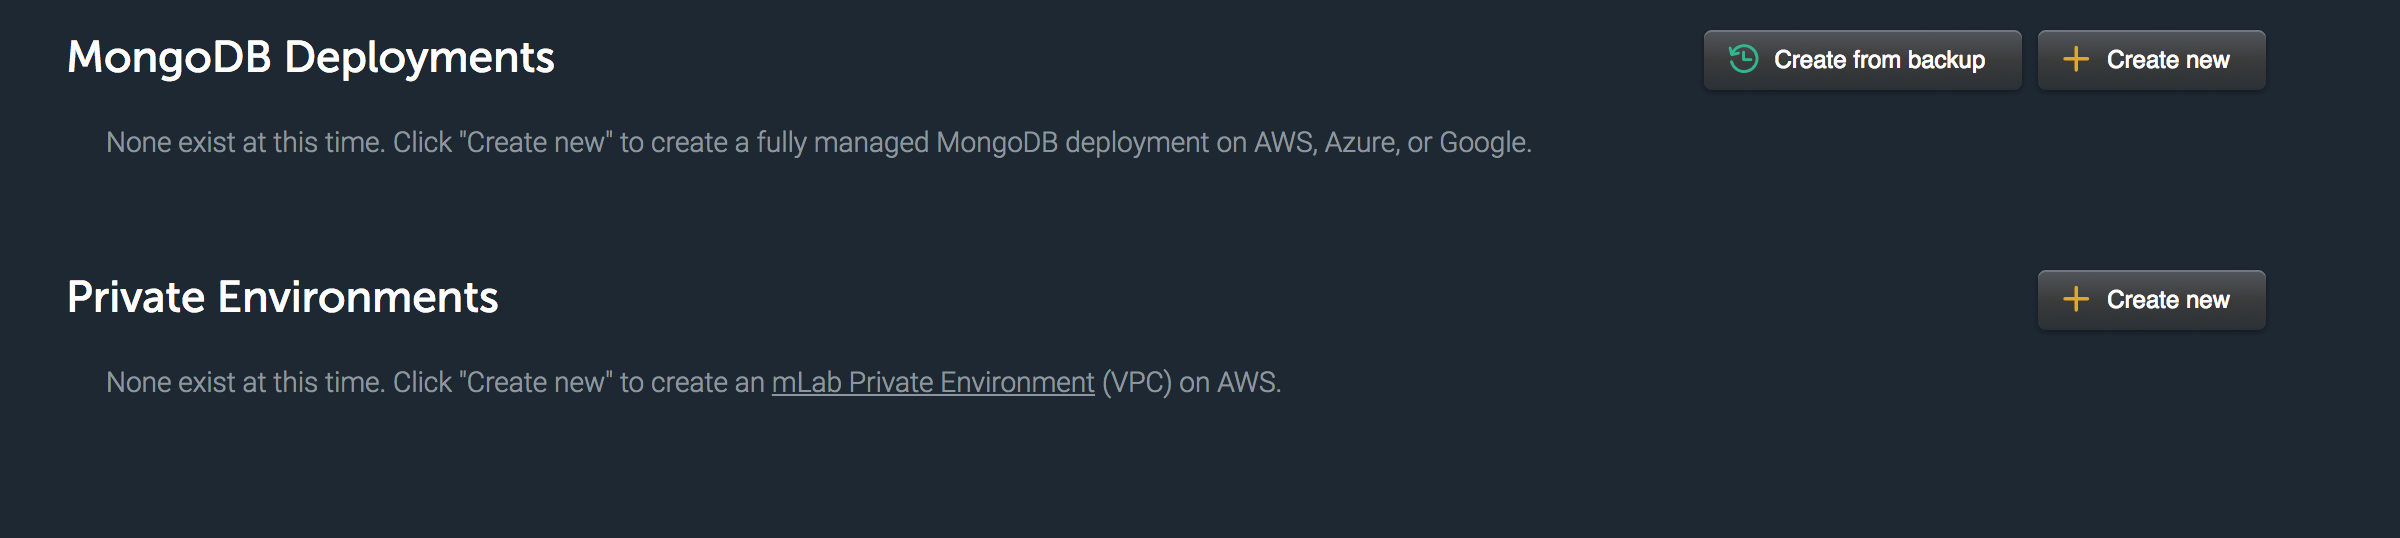 MongoDB Deployments
Create from backup
Create new
None exist at this time. Click "Create new" to create a fully managed MongoDB deployment on AWS, Azure, or Google.
Private Environments
Create new
None exist at this time. Click "Create new" to create an mLab Private Environment (VPC) on AWS.